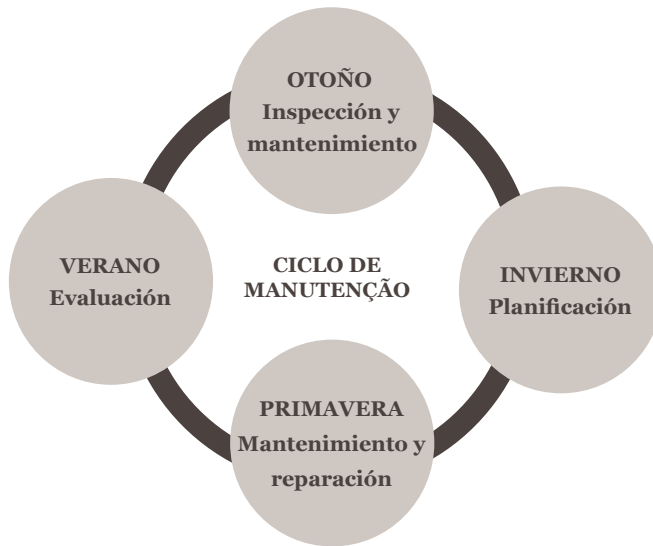 OTOÑO
Inspección y
mantenimiento
VERANO
Evaluación
CICLO DE
MANUTENÇÃO
INVIERNO
Planificación
PRIMAVERA
Mantenimiento y
reparación